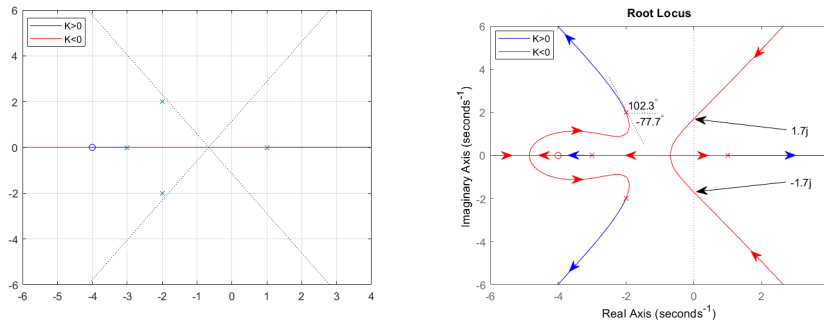 K>0
K<0
6
4
2
0
-2
-4
-6
-6 -5 -4 -3 -2 -1 0 1 2 3 4
Root Locus
K>0
K<0
Imaginary Axis (seconds-1)
6
4
2
0
-2
-4
-6
102.3°
-77.7°
1.7j
-1.7j
-6 -4 -2 0 2
Real Axis (seconds-1)